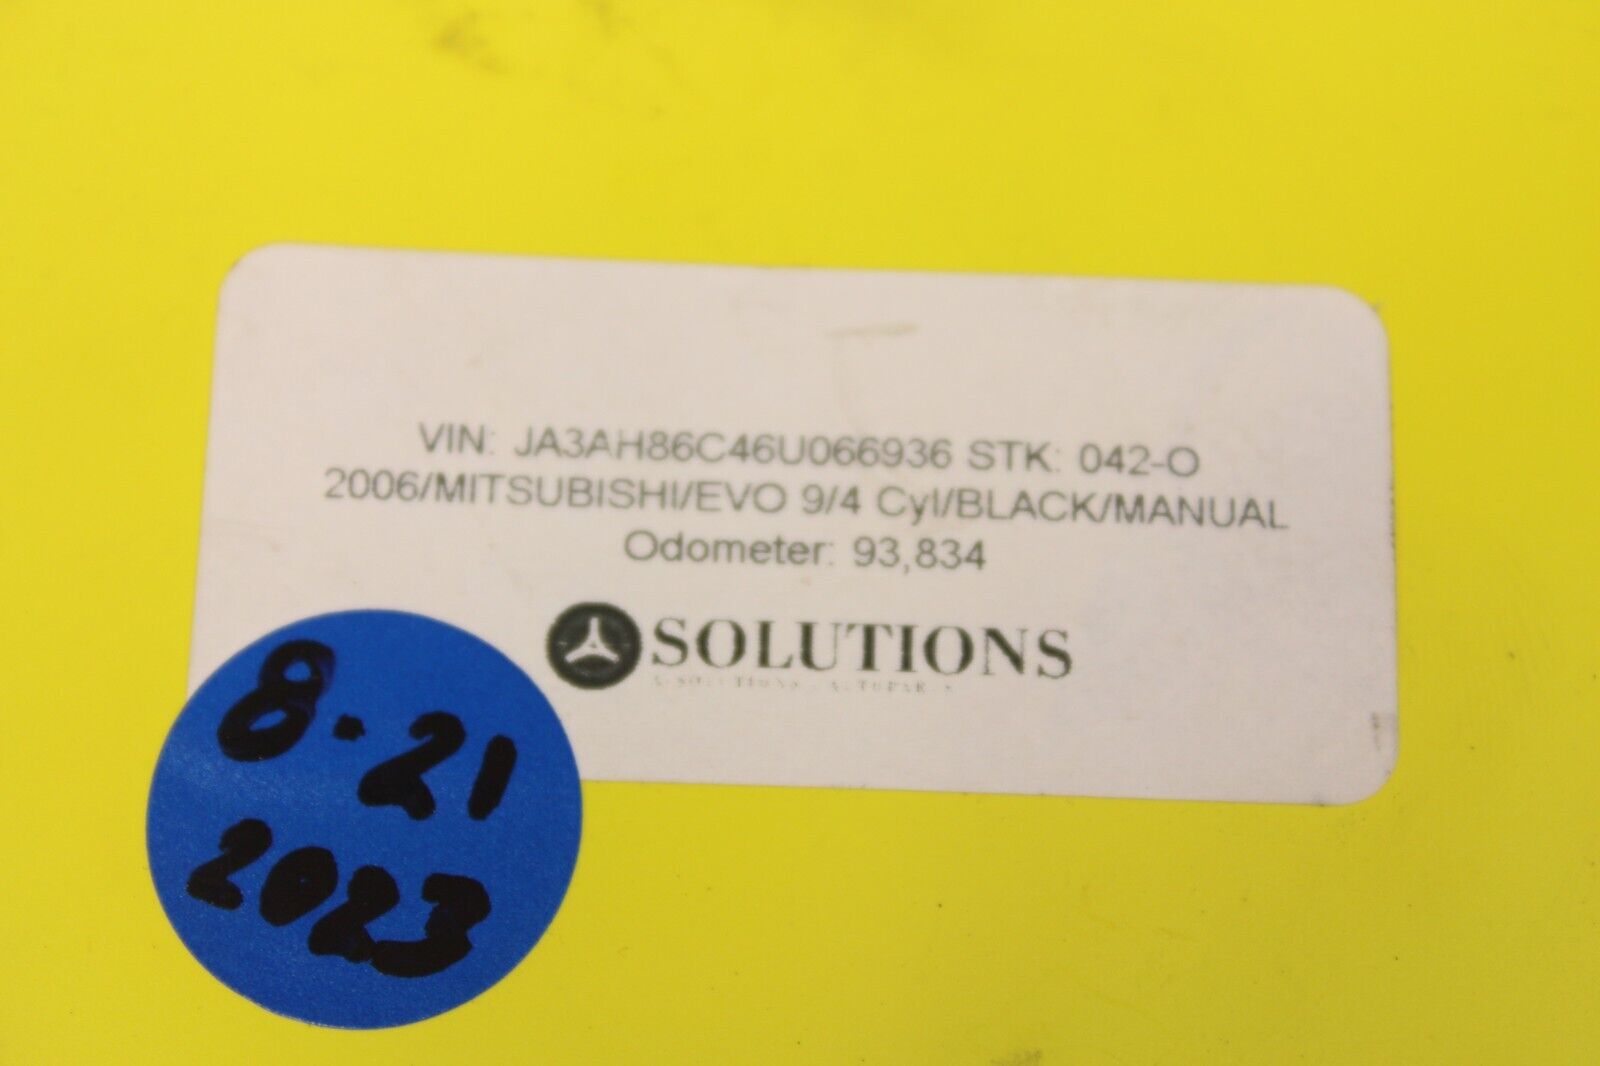 VIN: JA3AH86C46U066936 STK: 042-O
2006/MITSUBISHI/EVO 9/4 Cyl/BLACK/MANUAL
Odometer: 93,834
SOLUTIONS
8-21
2023